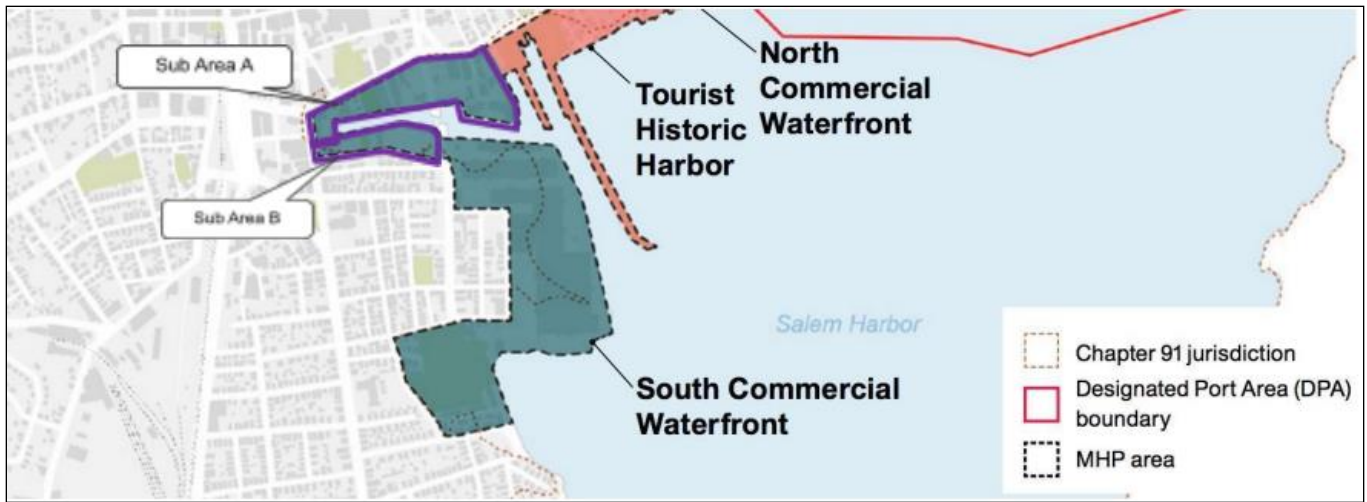 Sub Area A
North
Commercial
Waterfront
Tourist
Historic
Harbor
Sub Area B
Salem Harbor
South Commercial
Waterfront
Chapter 91 jurisdiction
Designated Port Area (DPA)
boundary
MHP area